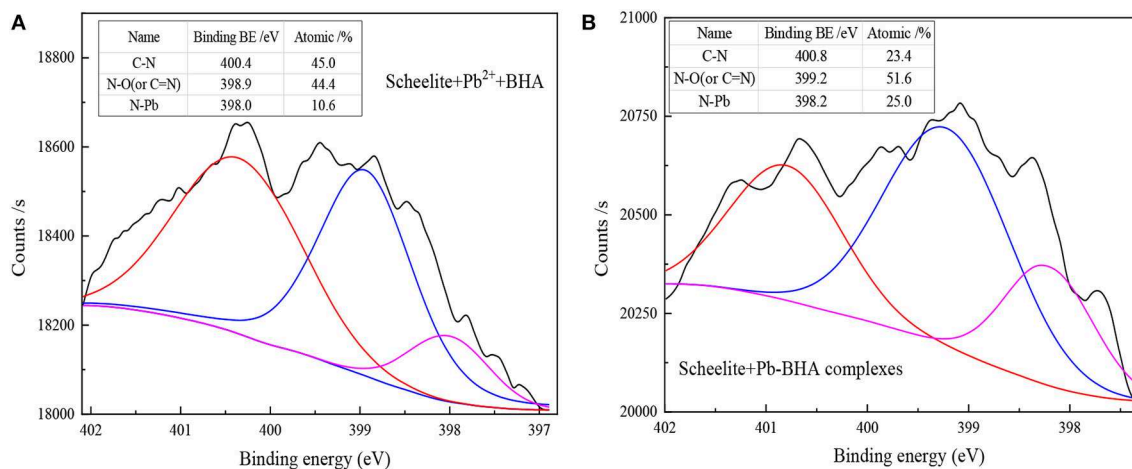 A
Name Binding BE /eV Atomic /%
C-N 400.4 45.0
N-O(or C=N) 398.9 44.4
N-Pb 398.0 10.6
Scheelite+Pb²⁺+BHA
18800
18600
18400
18200
18000
Counts /s
402 401 400 399 398 397
Binding energy (eV)
B
Name Binding BE /eV Atomic /%
C-N 400.8 23.4
N-O(or C=N) 399.2 51.6
N-Pb 398.2 25.0
21000
20750
20500
20250
20000
Counts /s
Scheelite+Pb-BHA complexes
402 401 400 399 398
Binding energy (eV)